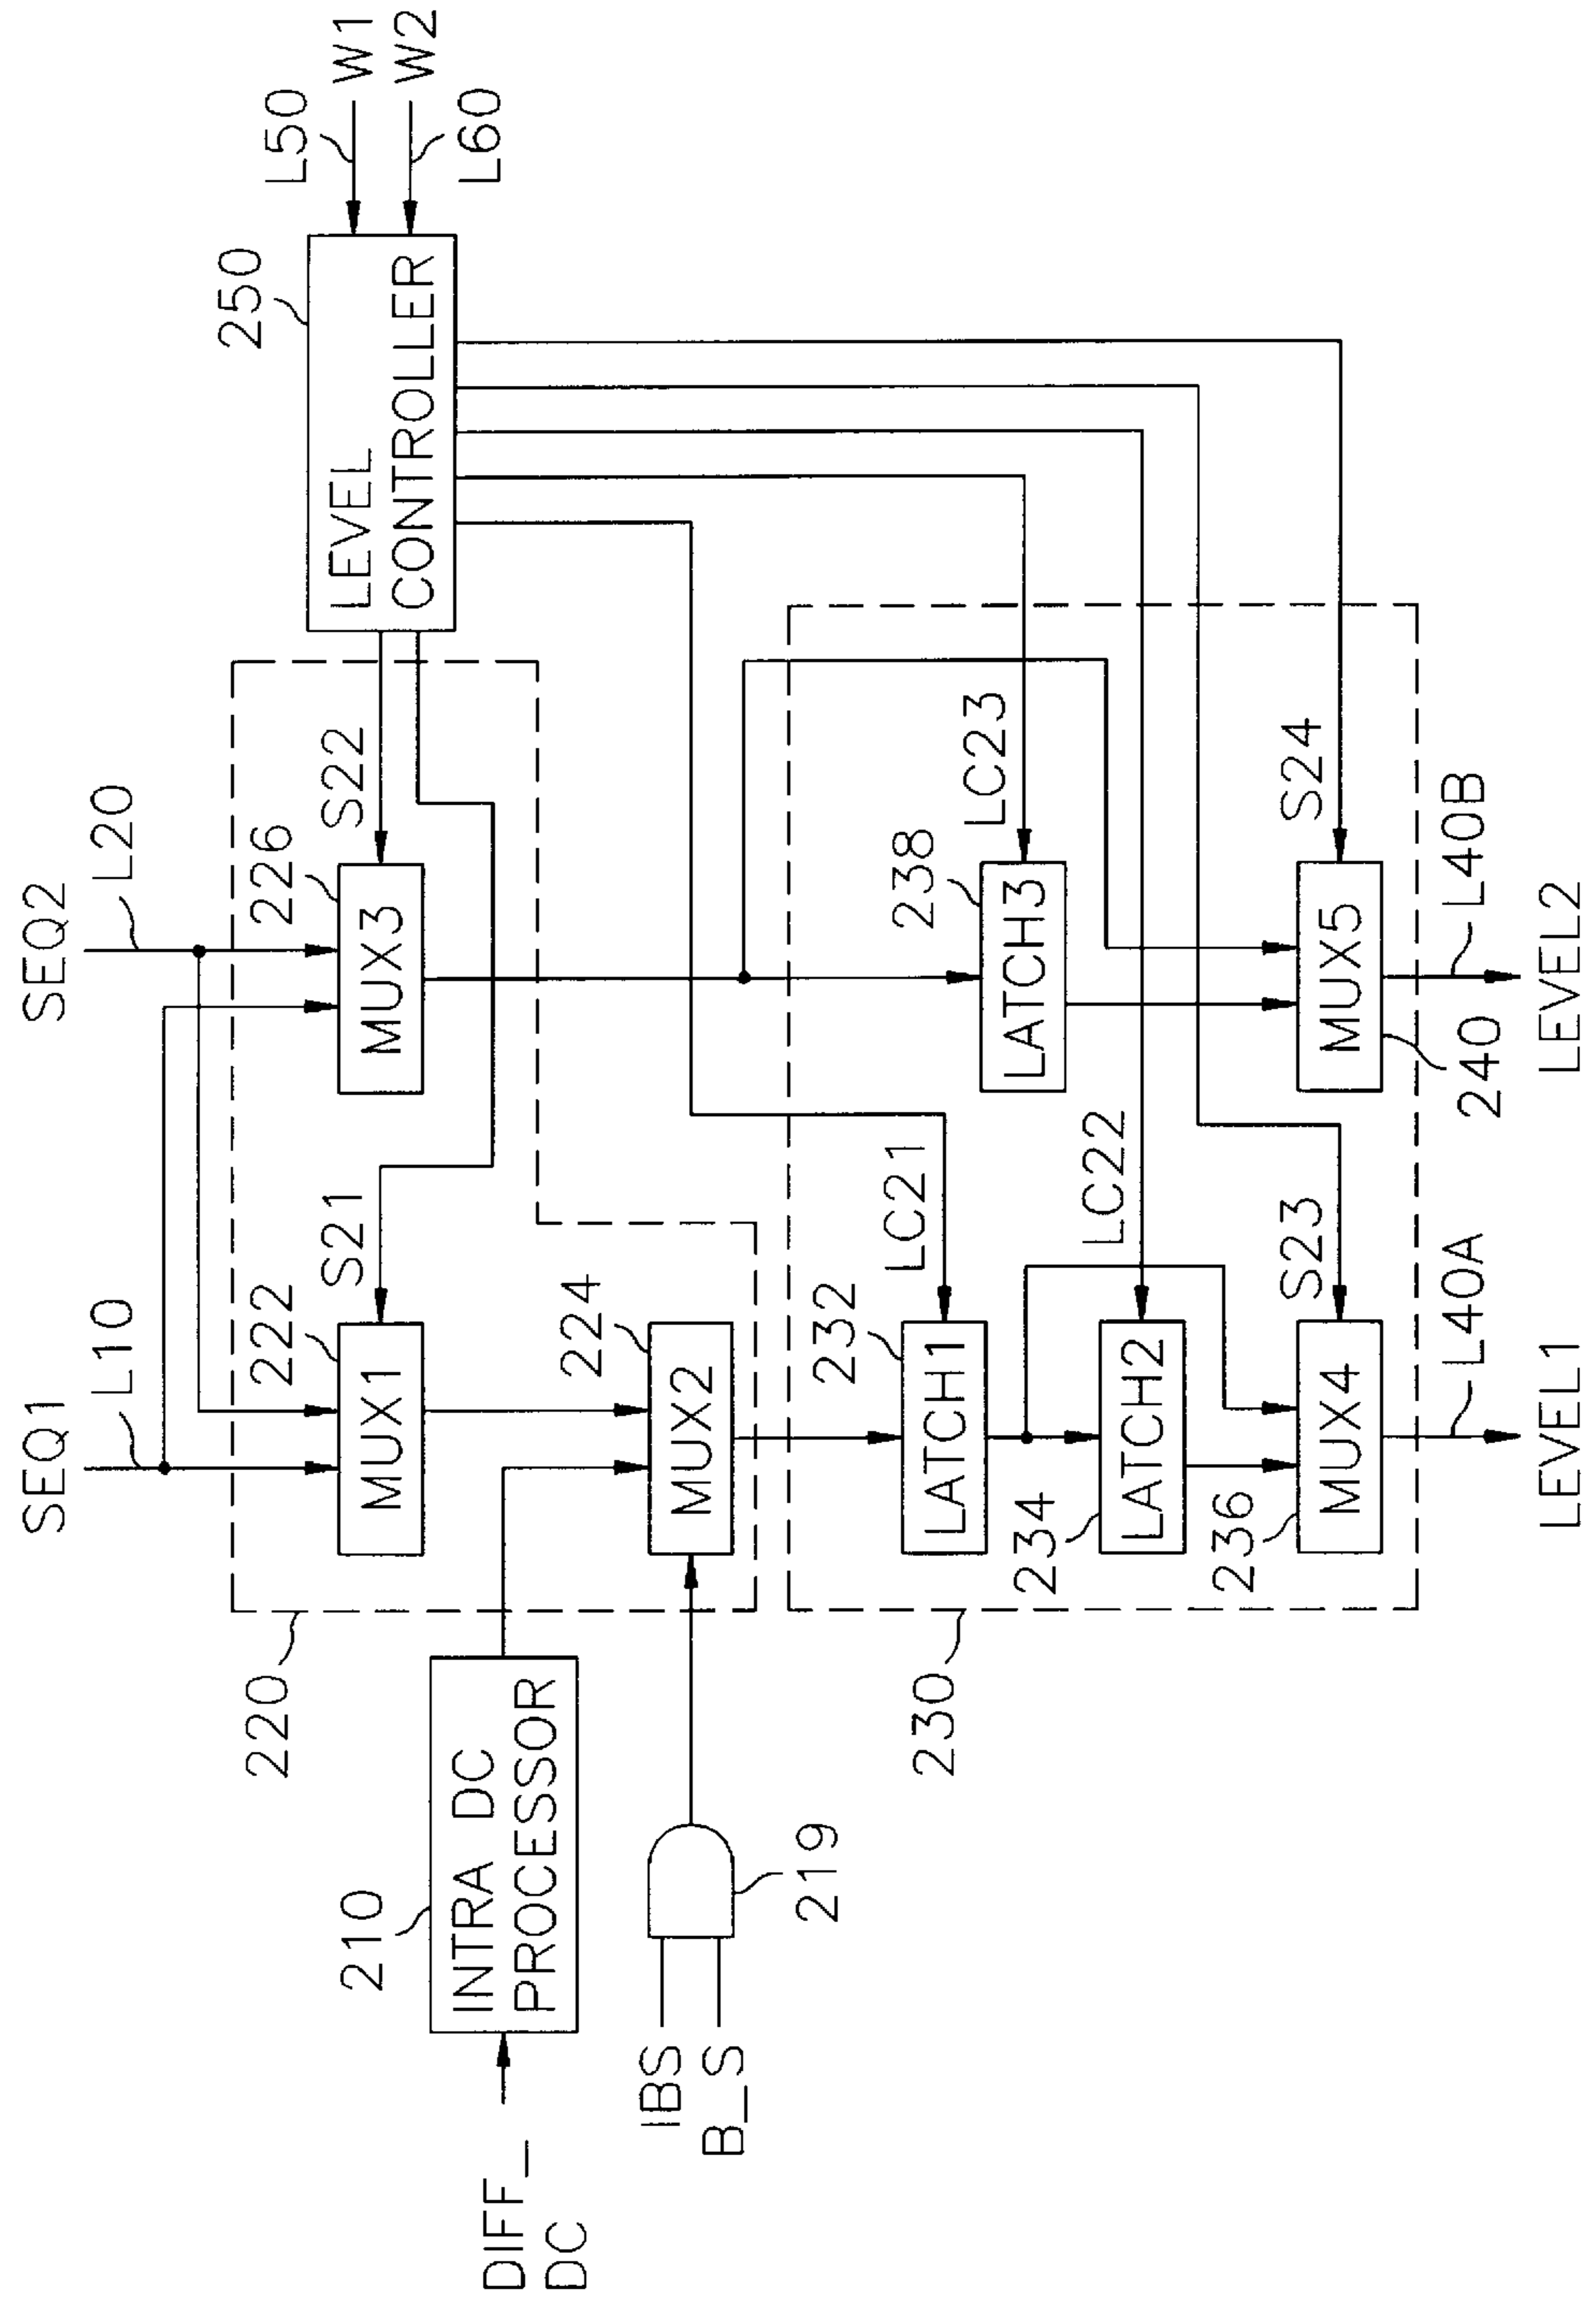 SEQ1
SEQ2
L10
L20
220
222
226
250
L50
W1
W2
L60
MUX1
S21
MUX3
S22
LEVEL
CONTROLLER
210
INTRA DC
PROCESSOR
DIFF_
DC
224
MUX2
IBS
B_S
219
230
232
LATCH1
LC21
238
LATCH3
LC23
234
LATCH2
LC22
236
MUX4
S23
MUX5
S24
240
L40A
L40B
LEVEL1
LEVEL2